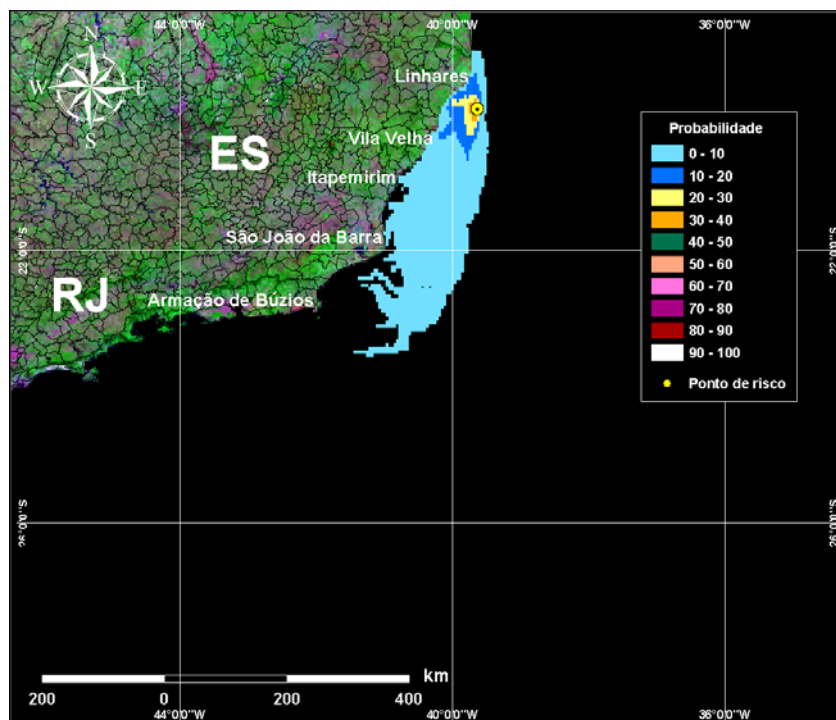 44°0'0"W
40°0'0"W
36°0'0"W
N
W
E
S
Linhares
ES
Vila Velha
Itapemirim
São João da Barra
22°0'0"S
22°0'0"S
RJ
Armação de Búzios
Probabilidade
0 - 10
10 - 20
20 - 30
30 - 40
40 - 50
50 - 60
60 - 70
70 - 80
80 - 90
90 - 100
Ponto de risco
26°0'0"S
26°0'0"S
km
200
0
200
400
44°0'0"W
40°0'0"W
36°0'0"W